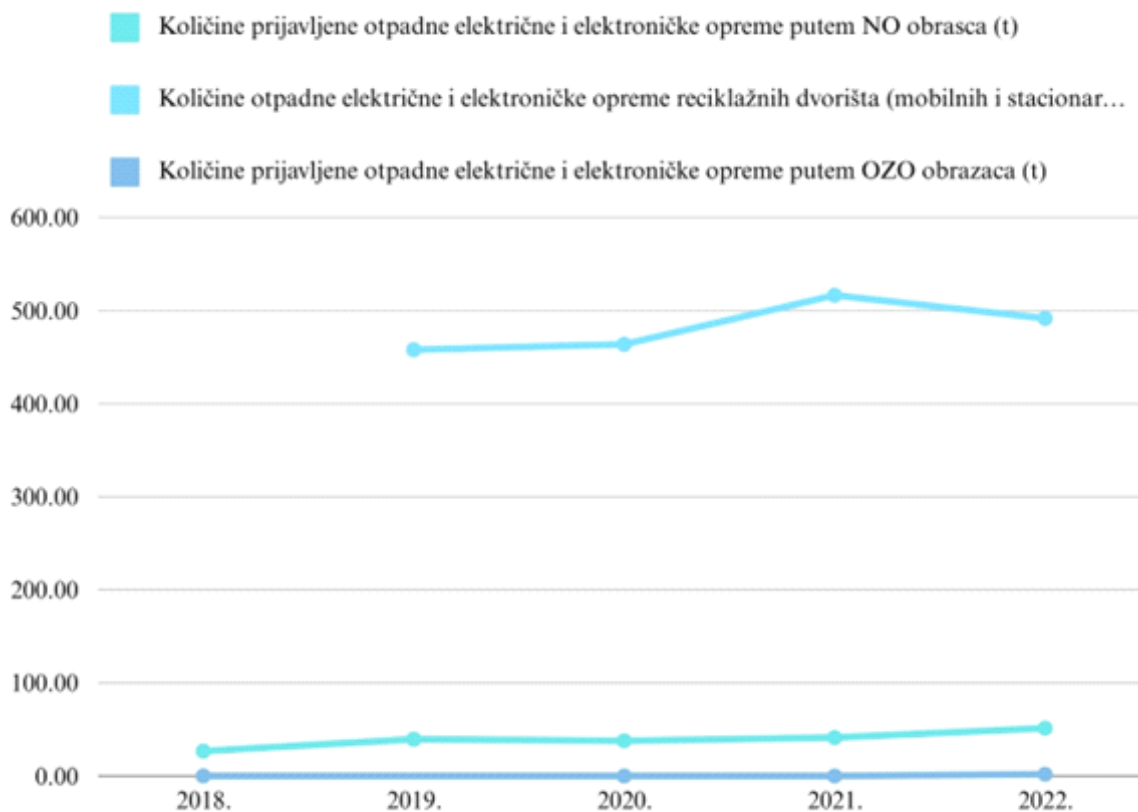 Količine prijavljene otpadne električne i elektroničke opreme putem NO obrasca (t)
Količine otpadne električne i elektroničke opreme reciklažnih dvorišta (mobilnih i stacionar…
Količine prijavljene otpadne električne i elektroničke opreme putem OZO obrazaca (t)
600.00
500.00
400.00
300.00
200.00
100.00
0.00
2018. 2019. 2020. 2021. 2022.